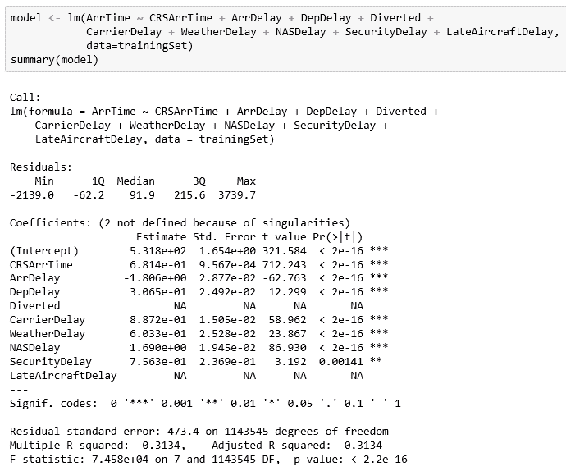 model <- lm(ArrTime ~ CRSArrTime + ArrDelay + DepDelay + Diverted +
CarrierDelay + WeatherDelay + NASDelay + SecurityDelay + LateAircraftDelay,
data=trainingSet)
summary(model)
Call:
lm(formula = ArrTime ~ CRSArrTime + ArrDelay + DepDelay + Diverted +
CarrierDelay + WeatherDelay + NASDelay + SecurityDelay +
LateAircraftDelay, data = trainingSet)
Residuals:
Min 1Q Median 3Q Max
-2139.0 -62.2 91.9 215.6 3739.7
Coefficients: (2 not defined because of singularities)
Estimate Std. Error t value Pr(>|t|)
(Intercept) 5.318e+02 1.654e+00 321.584 < 2e-16 ***
CRSArrTime 6.814e-01 9.567e-04 712.243 < 2e-16 ***
ArrDelay -1.806e+00 2.877e-02 -62.763 < 2e-16 ***
DepDelay 3.065e-01 2.492e-02 12.299 < 2e-16 ***
Diverted NA NA NA NA
CarrierDelay 8.872e-01 1.505e-02 58.962 < 2e-16 ***
WeatherDelay 6.033e-01 2.528e-02 23.867 < 2e-16 ***
NASDelay 1.690e+00 1.945e-02 86.930 < 2e-16 ***
SecurityDelay 7.563e-01 2.369e-01 3.192 0.00141 **
LateAircraftDelay NA NA NA NA
---
Signif. codes: 0 '***' 0.001 '**' 0.01 '*' 0.05 '.' 0.1 ' ' 1
Residual standard error: 473.4 on 1143545 degrees of freedom
Multiple R-squared: 0.3134, Adjusted R-squared: 0.3134
F-statistic: 7.458e+04 on 7 and 1143545 DF, p-value: < 2.2e-16